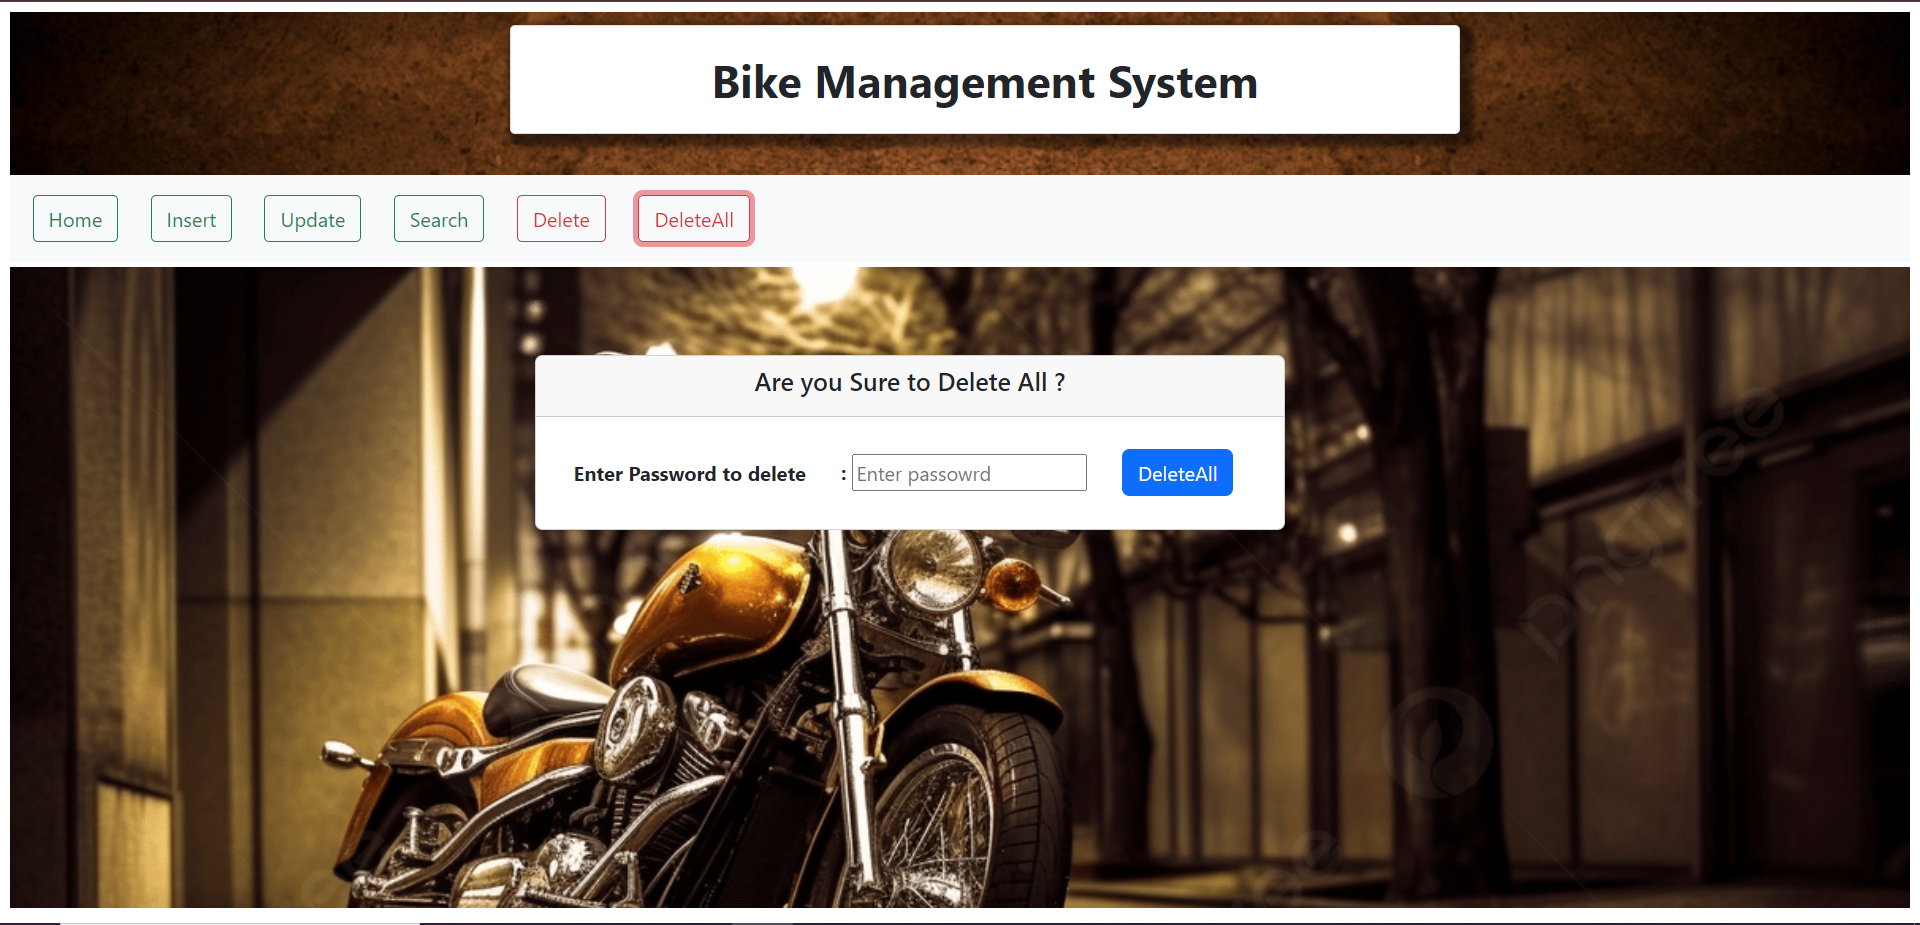 Bike Management System
Home Insert Update Search Delete DeleteAll
Are you Sure to Delete All ?
Enter Password to delete : Enter passowrd DeleteAll
pngtree